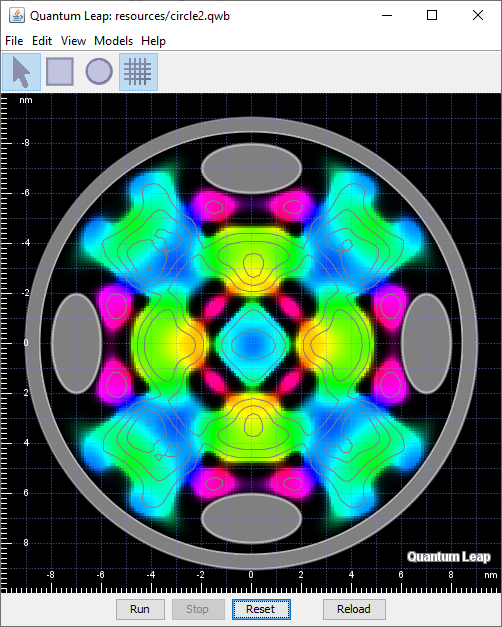 Quantum Leap: resources/circle2.qwb
File Edit View Models Help
nm
-8
-6
-4
-2
0
2
4
6
8
Quantum Leap
-8 -6 -4 -2 0 2 4 6 8 nm
Run Stop Reset Reload